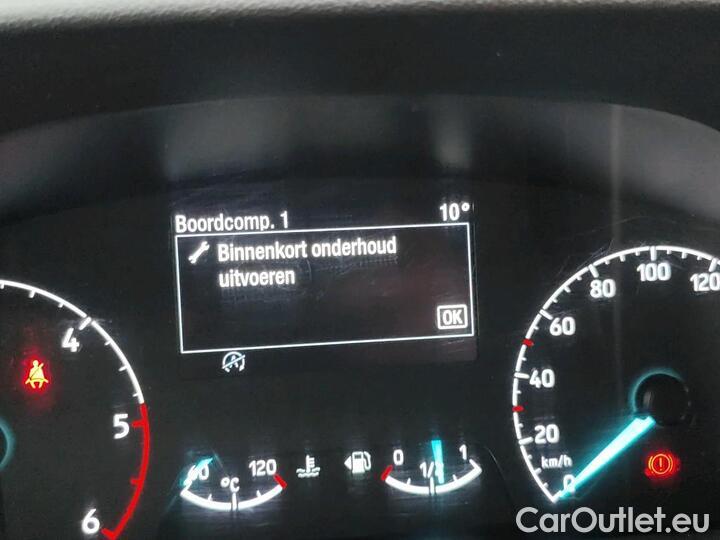 Boordcomp. 1 10°
Binnenkort onderhoud
uitvoeren
OK
4
5
6
60 °C 120
0 1/2 1
0 20 40 60 80 100 120
km/h
CarOutlet.eu